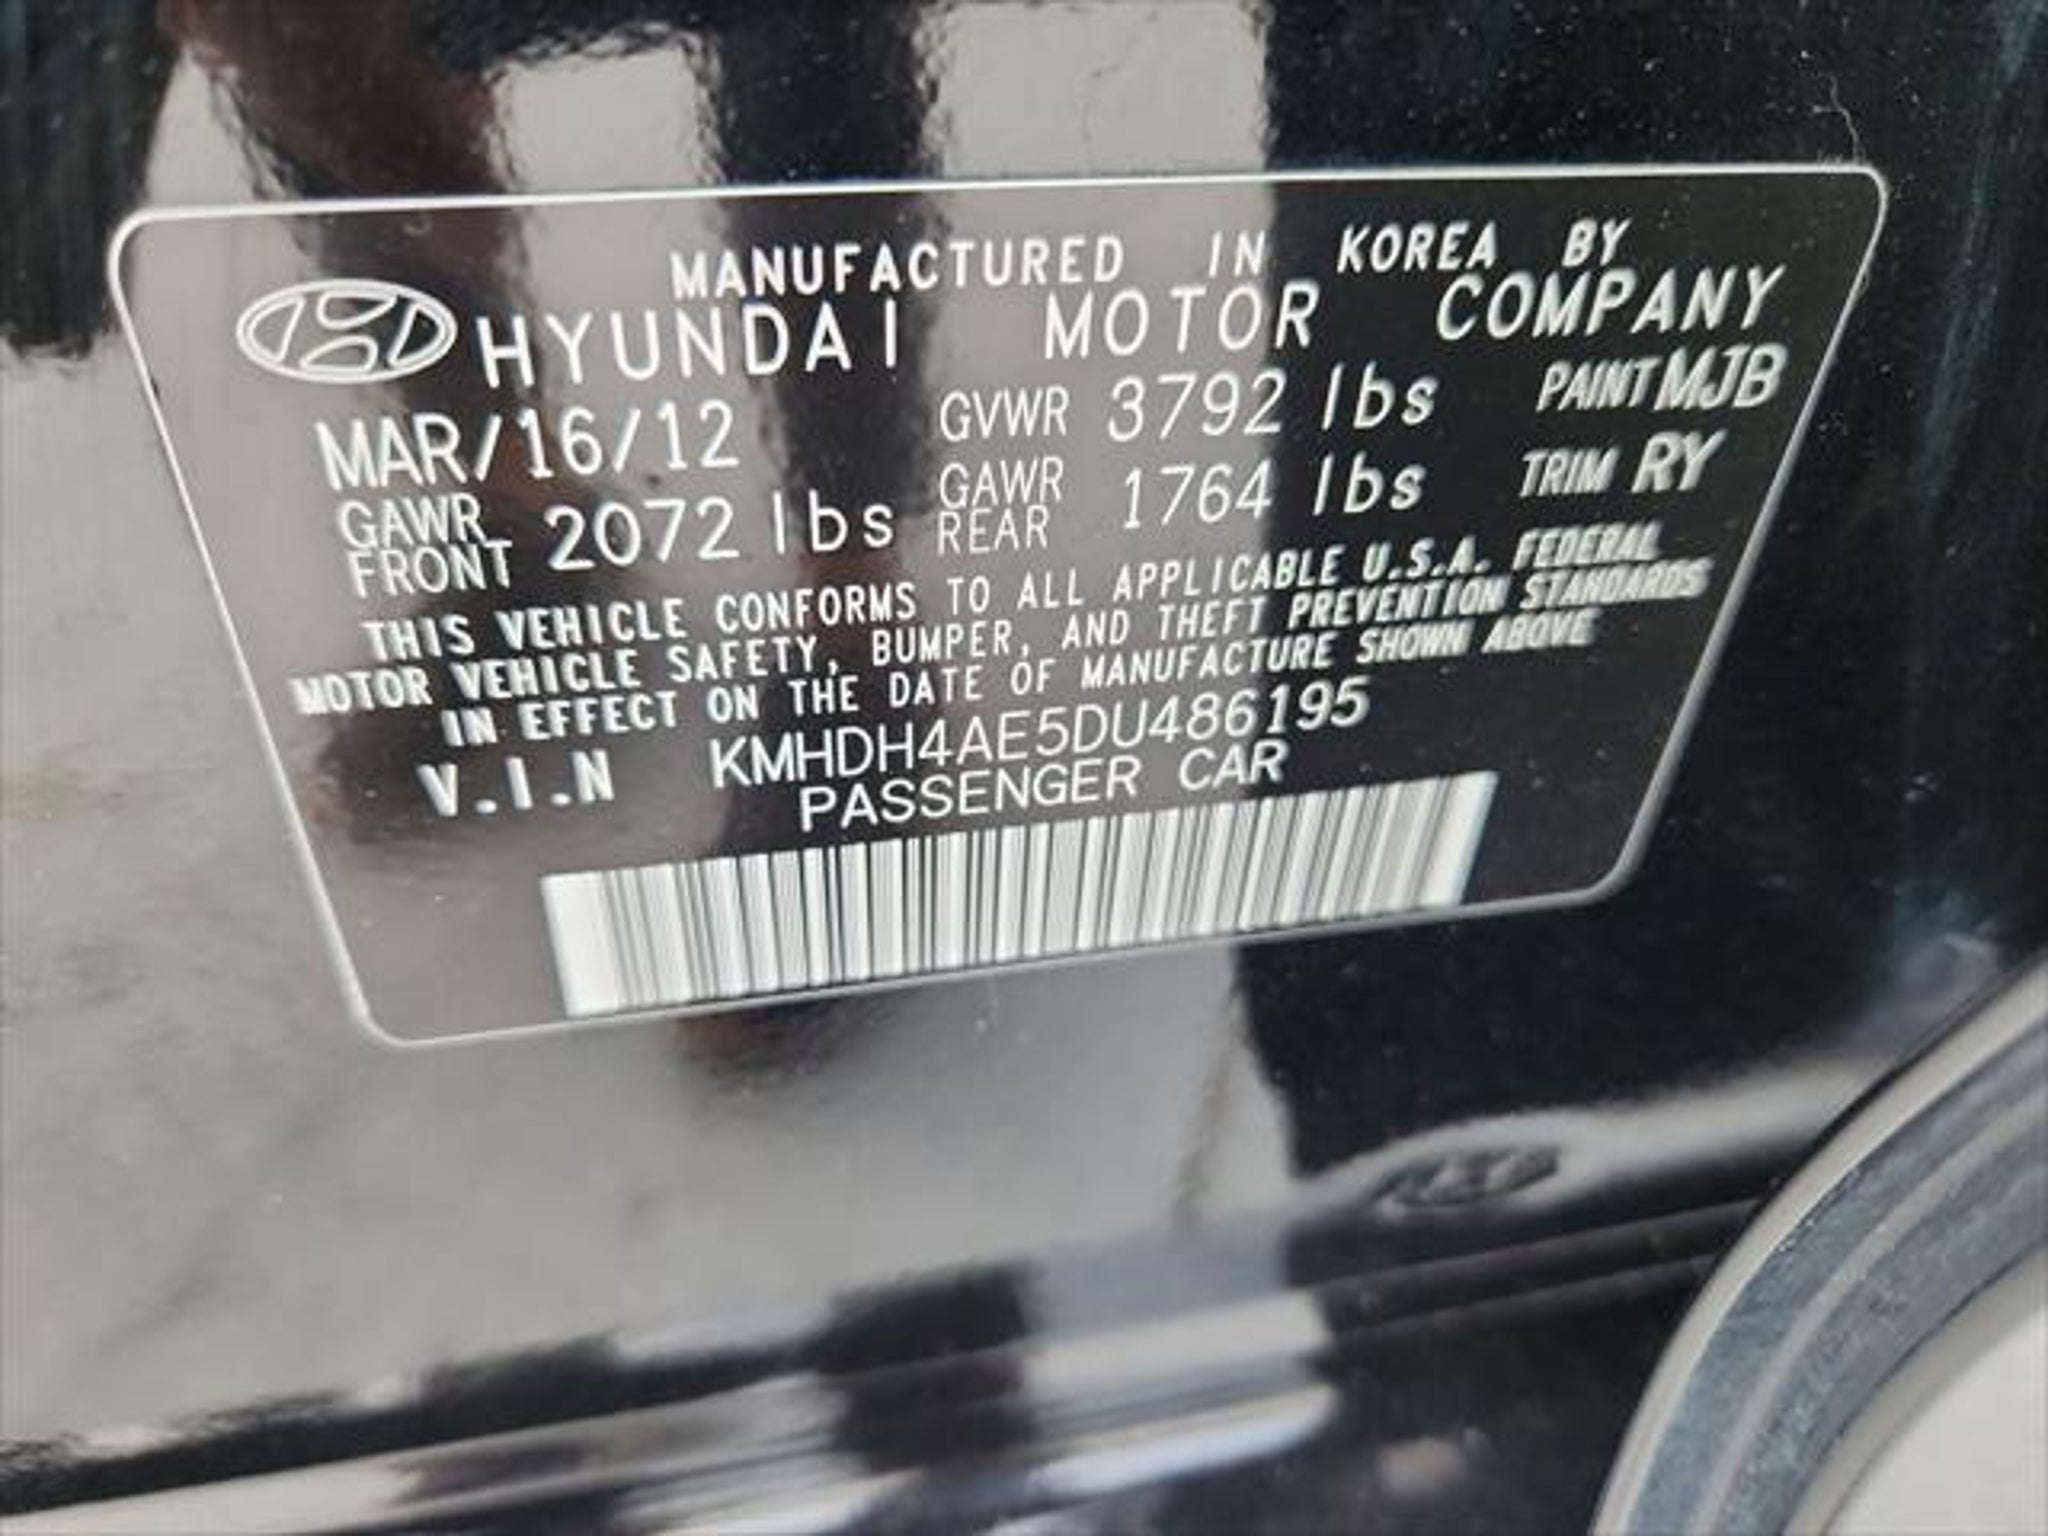 MANUFACTURED IN KOREA BY
HYUNDAI MOTOR COMPANY
MAR/16/12 GVWR 3792 lbs PAINT MJB
GAWR FRONT 2072 lbs GAWR REAR 1764 lbs TRIM RY
THIS VEHICLE CONFORMS TO ALL APPLICABLE U.S.A. FEDERAL
MOTOR VEHICLE SAFETY, BUMPER, AND THEFT PREVENTION STANDARDS
IN EFFECT ON THE DATE OF MANUFACTURE SHOWN ABOVE
V.I.N KMHDH4AE5DU486195
PASSENGER CAR